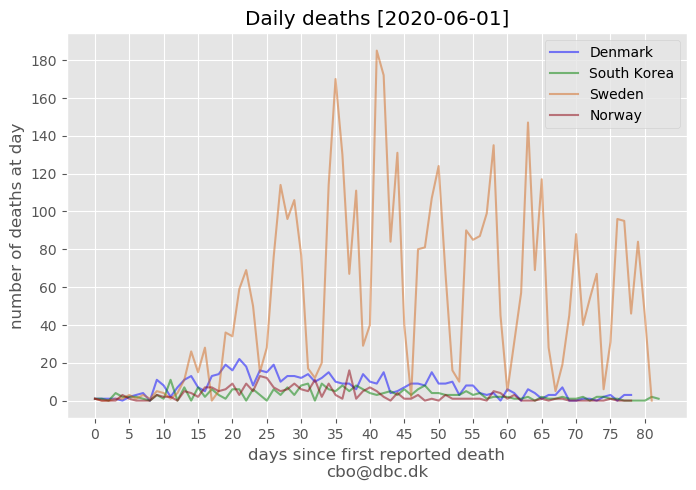 Daily deaths [2020-06-01]
Denmark
South Korea
Sweden
Norway
number of deaths at day
180
160
140
120
100
80
60
40
20
0
0 5 10 15 20 25 30 35 40 45 50 55 60 65 70 75 80
days since first reported death
cbo@dbc.dk